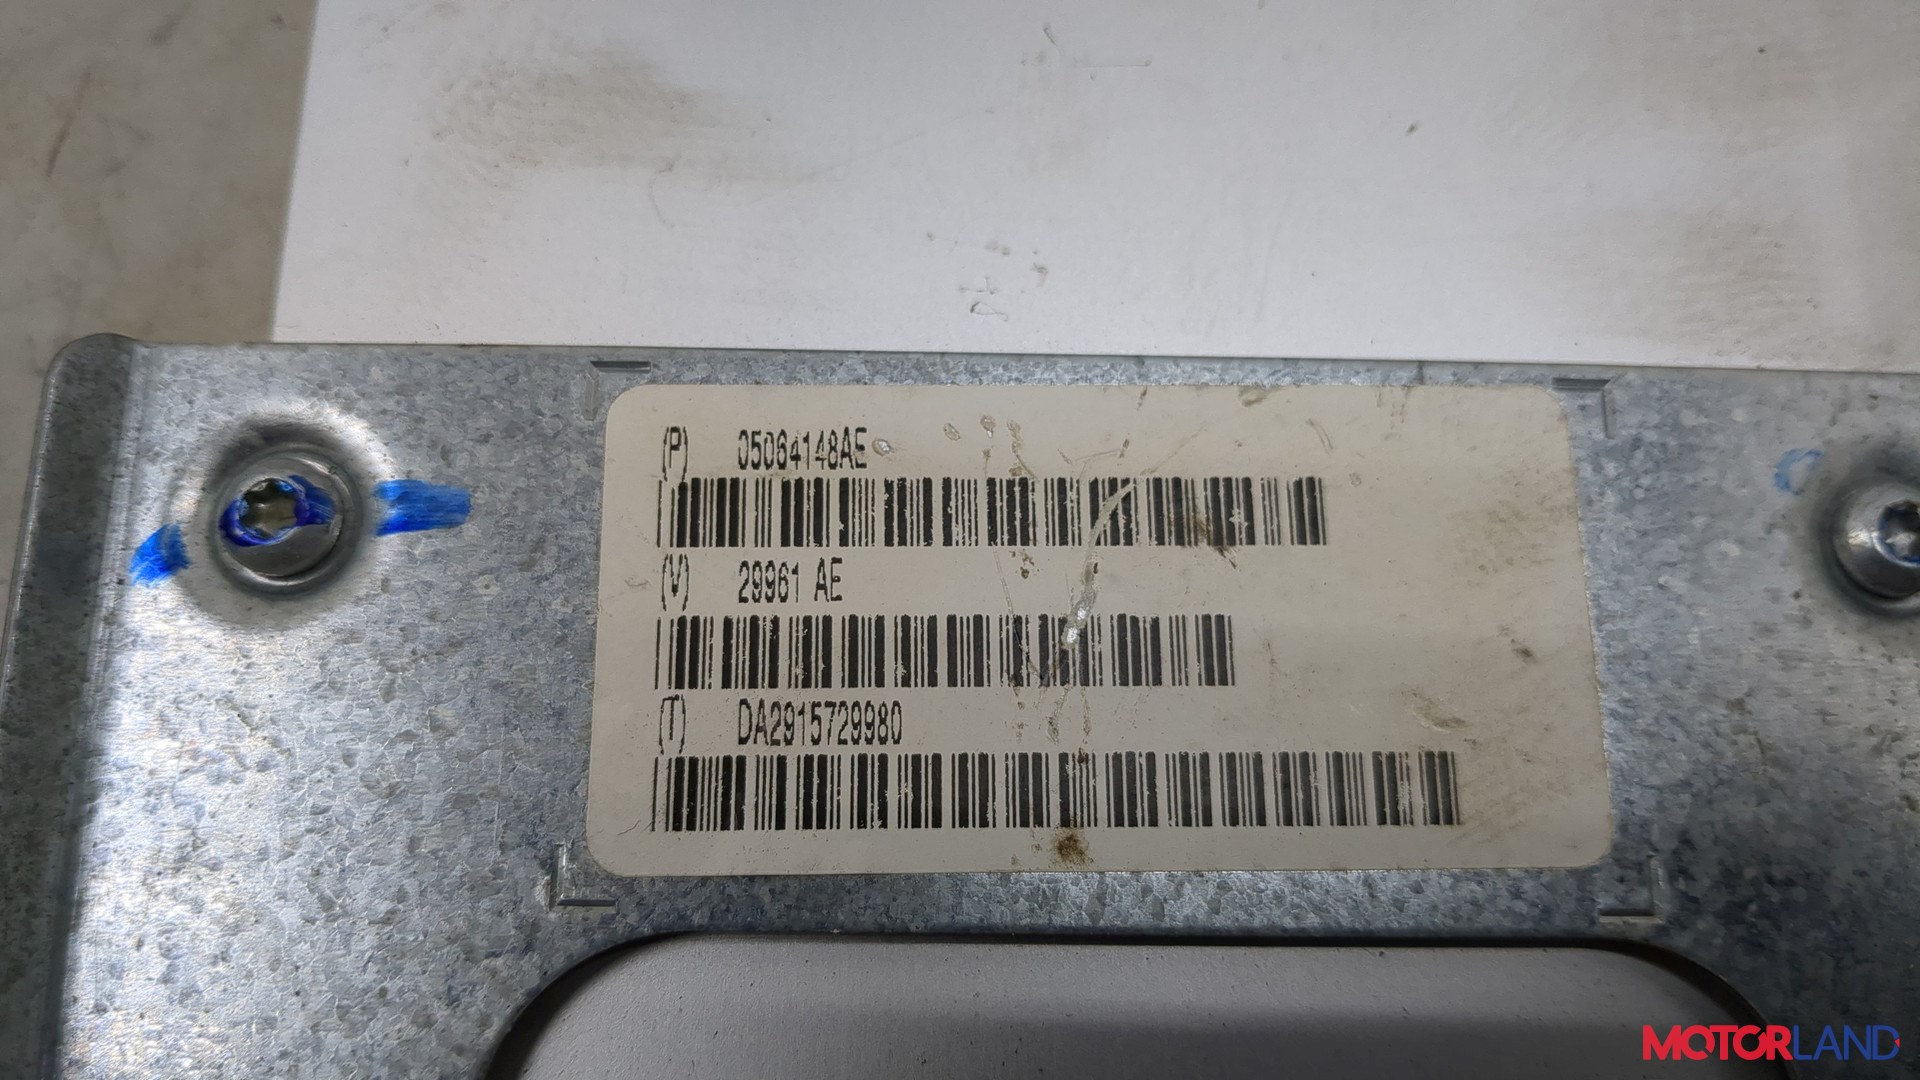 (P) 05064148AE
(V) 29961 AE
(T) DA2915729980
MOTORLAND